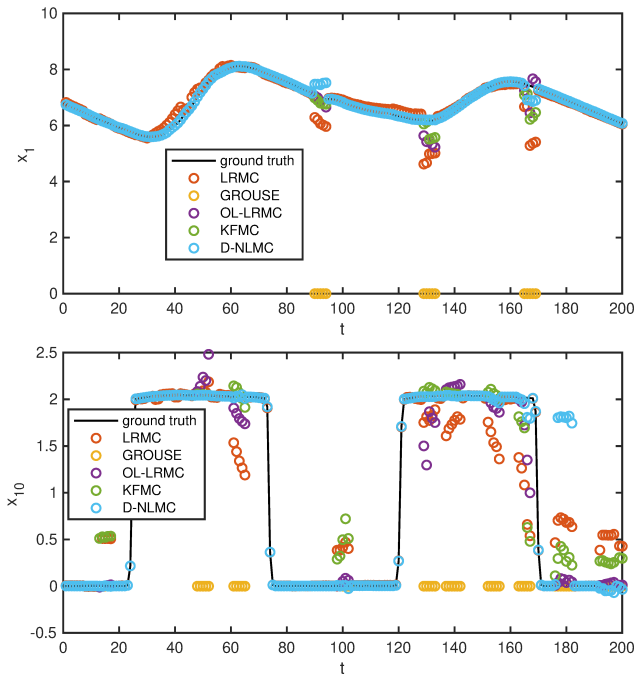 10
8
6
4
2
0
x1
ground truth
LRMC
GROUSE
OL-LRMC
KFMC
D-NLMC
0 20 40 60 80 100 120 140 160 180 200
t
2.5
2
1.5
1
0.5
0
-0.5
x10
ground truth
LRMC
GROUSE
OL-LRMC
KFMC
D-NLMC
0 20 40 60 80 100 120 140 160 180 200
t